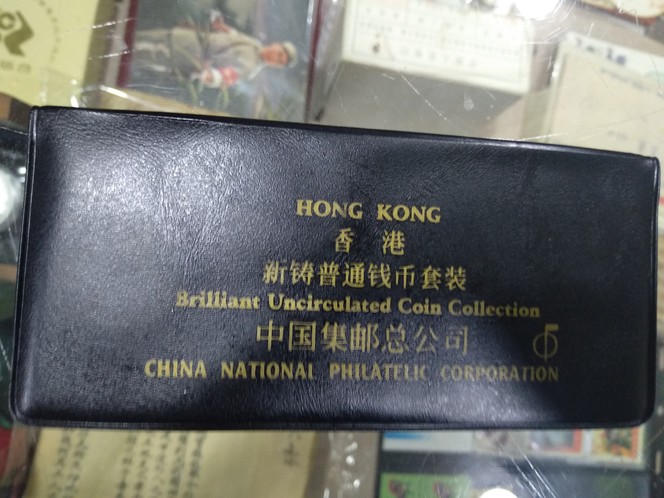 HONG KONG
香港
新铸普通钱币套装
Brilliant Uncirculated Coin Collection
中国集邮总公司
CHINA NATIONAL PHILATELIC CORPORATION